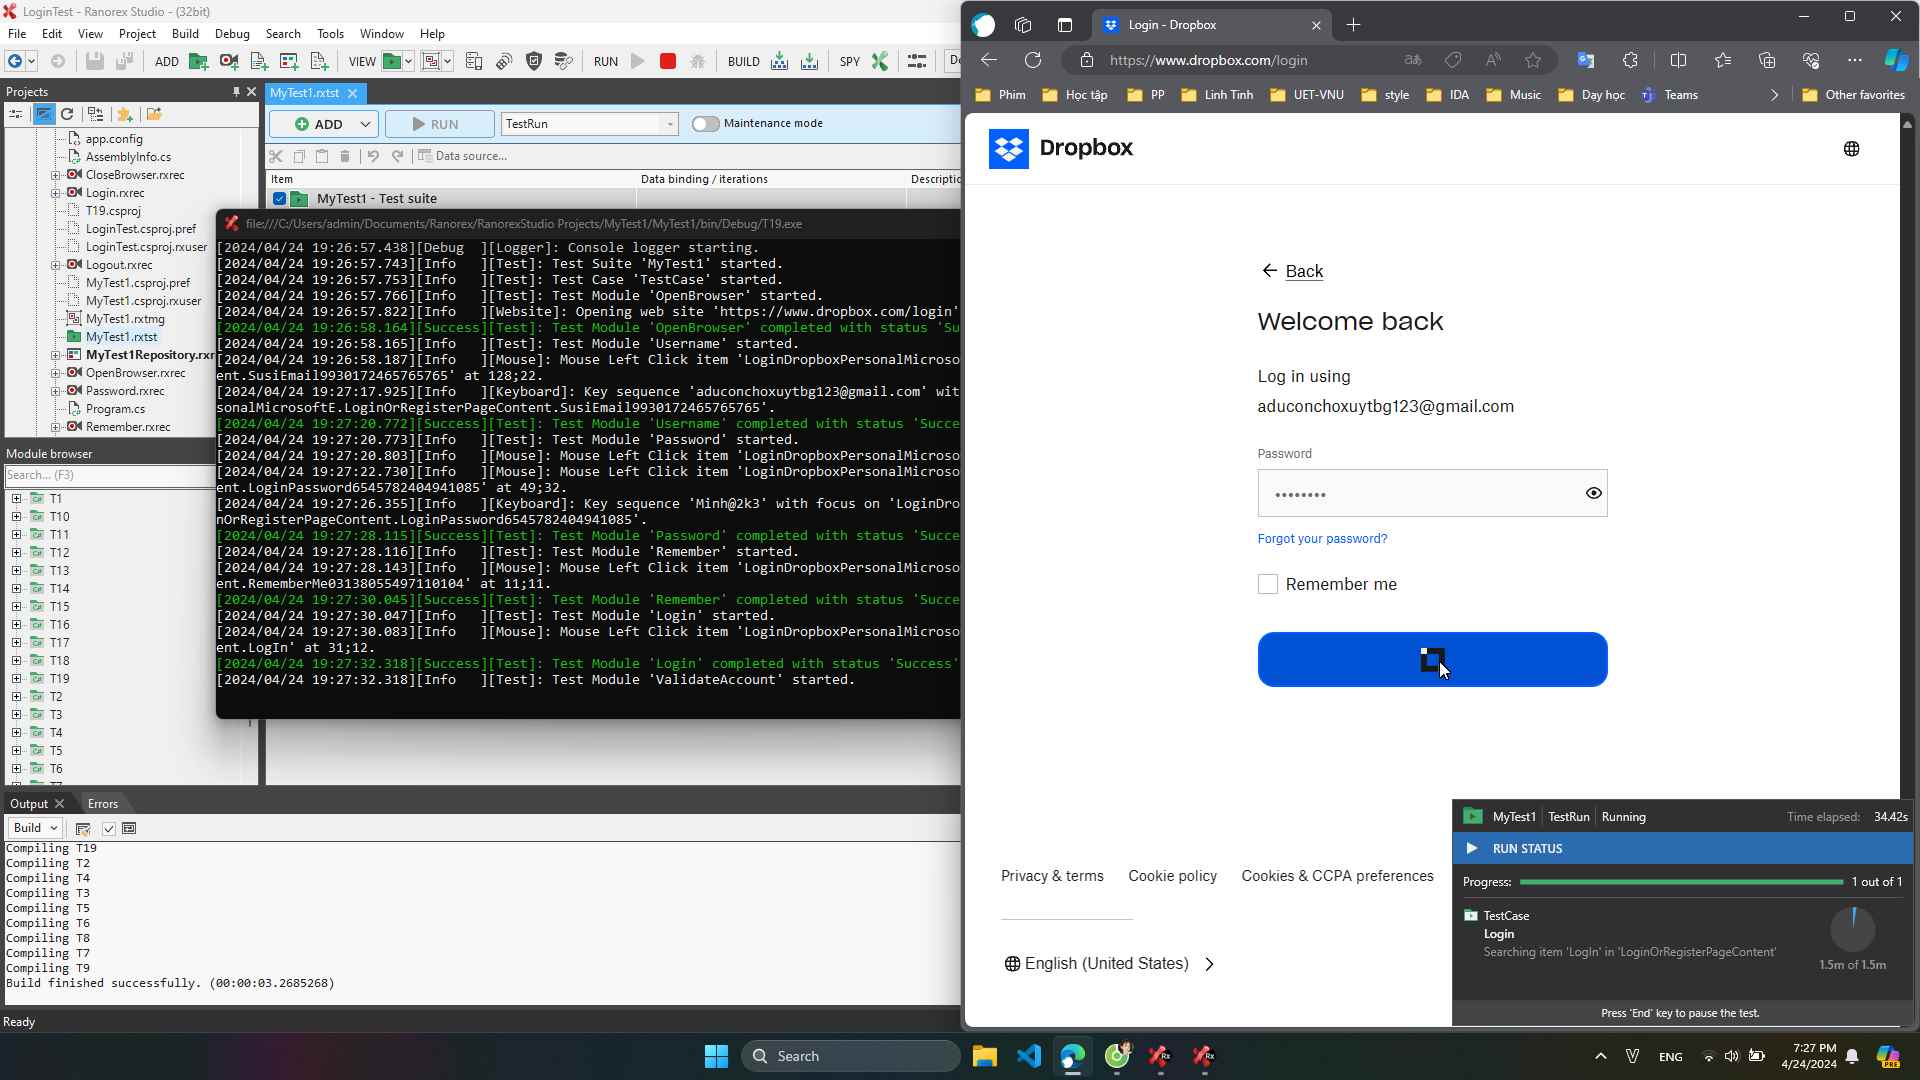 LoginTest - Ranorex Studio - (32bit)
File Edit View Project Build Debug Search Tools Window Help
ADD VIEW RUN BUILD SPY
Projects
app.config
AssemblyInfo.cs
CloseBrowser.rxrec
Login.rxrec
T19.csproj
LoginTest.csproj.pref
LoginTest.csproj.rxuser
Logout.rxrec
MyTest1.csproj.pref
MyTest1.csproj.rxuser
MyTest1.rxtmg
MyTest1.rxtst
MyTest1Repository.rxr
OpenBrowser.rxrec
Password.rxrec
Program.cs
Remember.rxrec
Module browser
Search... (F3)
T1
T10
T11
T12
T13
T14
T15
T16
T17
T18
T19
T2
T3
T4
T5
T6
MyTest1.rxtst
ADD RUN TestRun Maintenance mode
Data source...
Item Data binding / iterations Descriptio
MyTest1 - Test suite
file:///C:/Users/admin/Documents/Ranorex/RanorexStudio Projects/MyTest1/MyTest1/bin/Debug/T19.exe
[2024/04/24 19:26:57.438][Debug ][Logger]: Console logger starting.
[2024/04/24 19:26:57.743][Info ][Test]: Test Suite 'MyTest1' started.
[2024/04/24 19:26:57.753][Info ][Test]: Test Case 'TestCase' started.
[2024/04/24 19:26:57.766][Info ][Test]: Test Module 'OpenBrowser' started.
[2024/04/24 19:26:57.822][Info ][Website]: Opening web site 'https://www.dropbox.com/login'
[2024/04/24 19:26:58.164][Success][Test]: Test Module 'OpenBrowser' completed with status 'Su
[2024/04/24 19:26:58.165][Info ][Test]: Test Module 'Username' started.
[2024/04/24 19:26:58.187][Info ][Mouse]: Mouse Left Click item 'LoginDropboxPersonalMicroso
ent.SusiEmail9930172465765765' at 128;22.
[2024/04/24 19:27:17.925][Info ][Keyboard]: Key sequence 'aduconchoxuytbg123@gmail.com' wit
sonalMicrosoftE.LoginOrRegisterPageContent.SusiEmail9930172465765765'.
[2024/04/24 19:27:20.772][Success][Test]: Test Module 'Username' completed with status 'Succe
[2024/04/24 19:27:20.773][Info ][Test]: Test Module 'Password' started.
[2024/04/24 19:27:20.803][Info ][Mouse]: Mouse Left Click item 'LoginDropboxPersonalMicroso
[2024/04/24 19:27:22.730][Info ][Mouse]: Mouse Left Click item 'LoginDropboxPersonalMicroso
ent.LoginPassword6545782404941085' at 49;32.
[2024/04/24 19:27:26.355][Info ][Keyboard]: Key sequence 'Minh@2k3' with focus on 'LoginDro
nOrRegisterPageContent.LoginPassword6545782404941085'.
[2024/04/24 19:27:28.115][Success][Test]: Test Module 'Password' completed with status 'Succe
[2024/04/24 19:27:28.116][Info ][Test]: Test Module 'Remember' started.
[2024/04/24 19:27:28.143][Info ][Mouse]: Mouse Left Click item 'LoginDropboxPersonalMicroso
ent.RememberMe03138055497110104' at 11;11.
[2024/04/24 19:27:30.045][Success][Test]: Test Module 'Remember' completed with status 'Succe
[2024/04/24 19:27:30.047][Info ][Test]: Test Module 'Login' started.
[2024/04/24 19:27:30.083][Info ][Mouse]: Mouse Left Click item 'LoginDropboxPersonalMicroso
ent.LogIn' at 31;12.
[2024/04/24 19:27:32.318][Success][Test]: Test Module 'Login' completed with status 'Success'
[2024/04/24 19:27:32.318][Info ][Test]: Test Module 'ValidateAccount' started.
Output Errors
Build
Compiling T19
Compiling T2
Compiling T4
Compiling T3
Compiling T5
Compiling T6
Compiling T8
Compiling T7
Compiling T9
Build finished successfully. (00:00:03.2685268)
Ready
Login - Dropbox
https://www.dropbox.com/login
Phim Học tập PP Linh Tinh UET-VNU style IDA Music Day học Teams Other favorites
Dropbox
Back
Welcome back
Log in using
aduconchoxuytbg123@gmail.com
Password
••••••••
Forgot your password?
Remember me
Privacy & terms Cookie policy Cookies & CCPA preferences
English (United States)
MyTest1 TestRun Running Time elapsed: 34.42s
RUN STATUS
Progress: 1 out of 1
TestCase
Login
Searching item 'LogIn' in 'LoginOrRegisterPageContent'
1.5m of 1.5m
Press 'End' key to pause the test.
Search
ENG
7:27 PM
4/24/2024